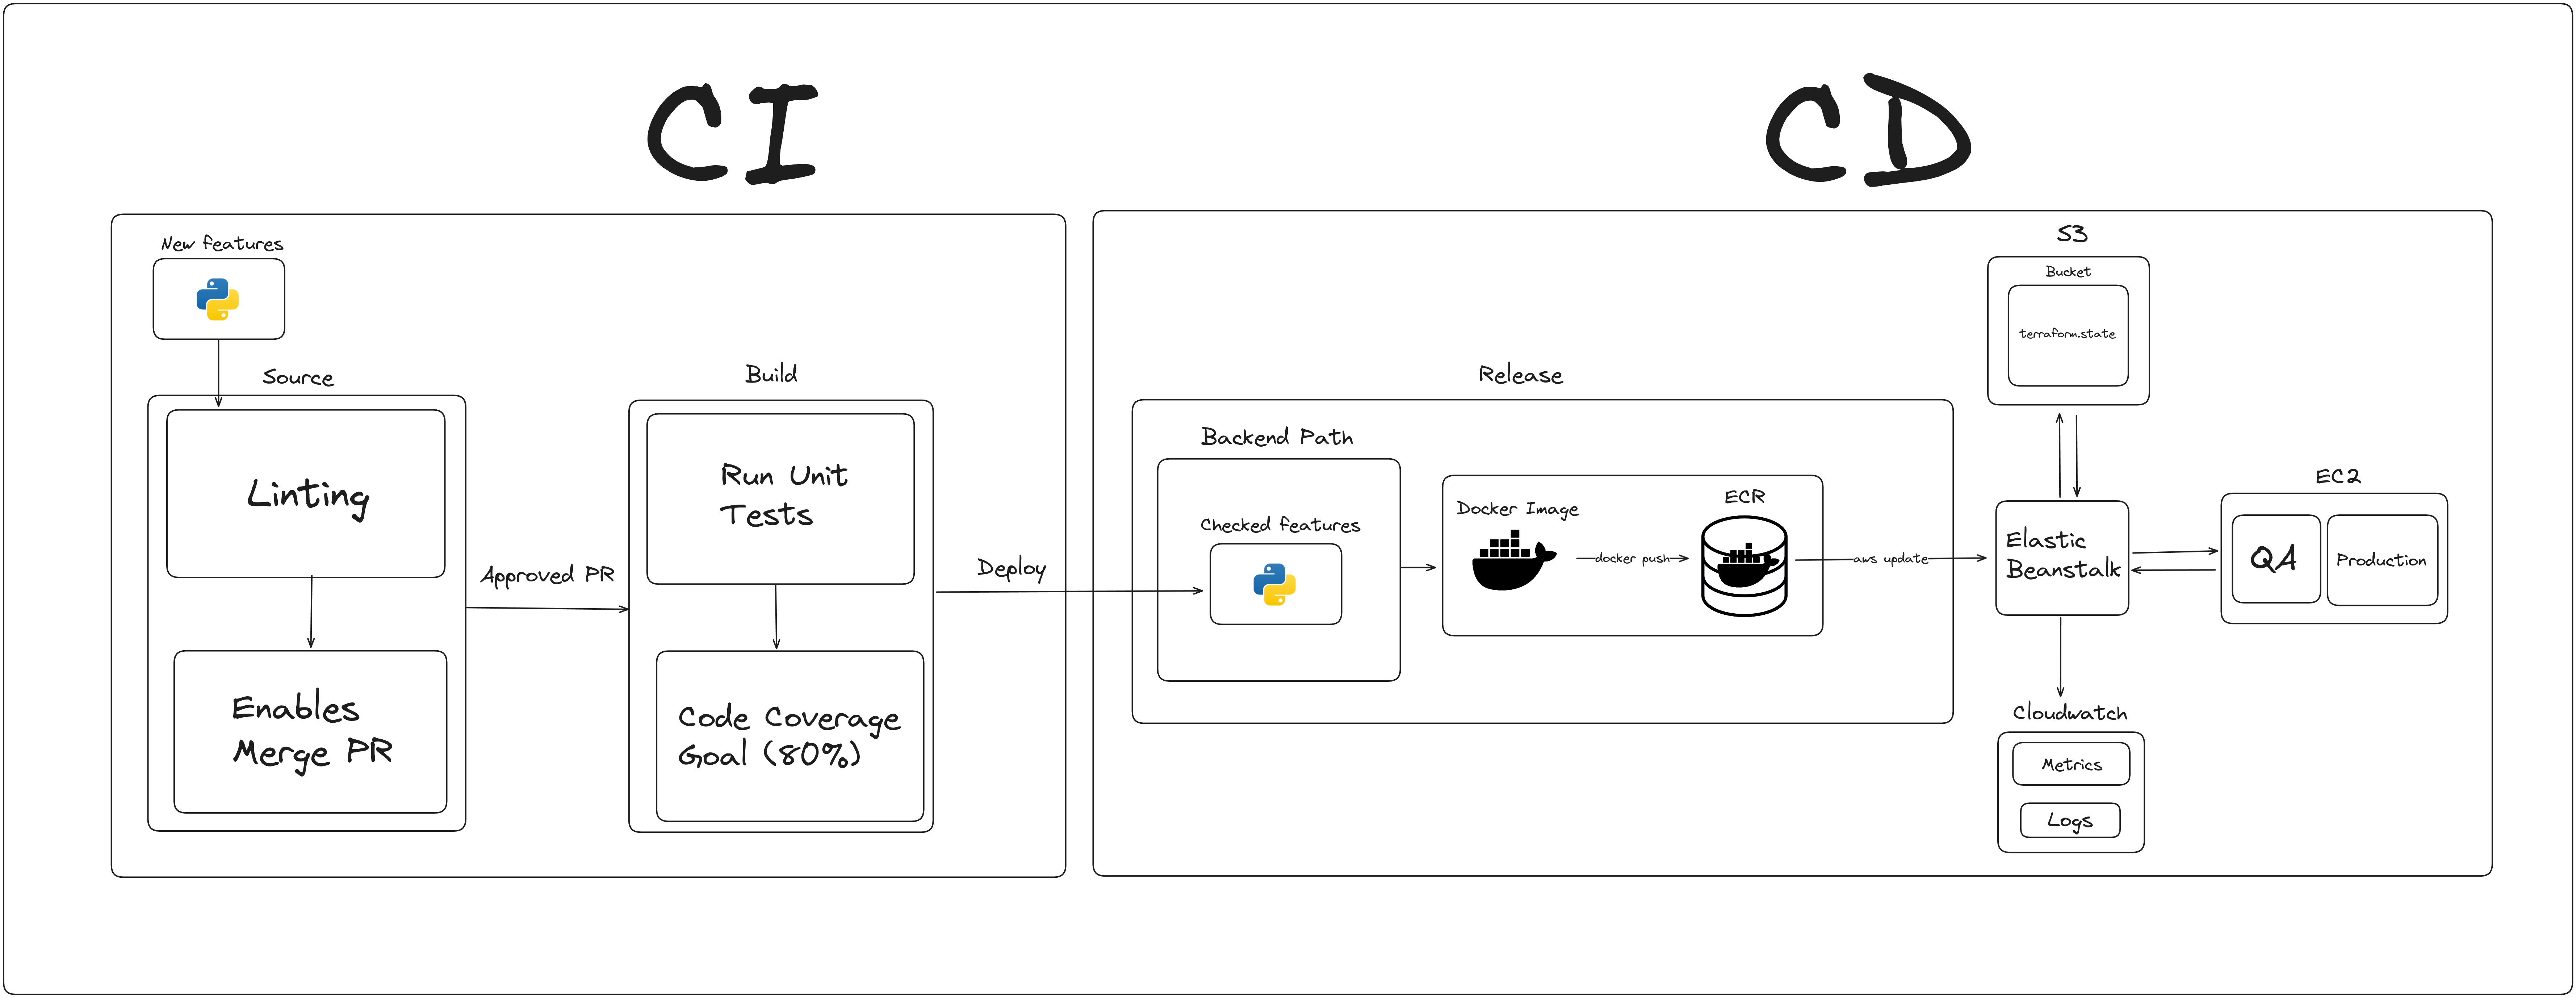 CI
CD
New features
Source
Linting
Enables
Merge PR
Approved PR
Build
Run Unit
Tests
Code Coverage
Goal (80%)
Deploy
Release
Backend Path
Checked features
Docker Image
docker push
ECR
aws update
S3
Bucket
terraform.state
Elastic
Beanstalk
EC2
QA
Production
Cloudwatch
Metrics
Logs